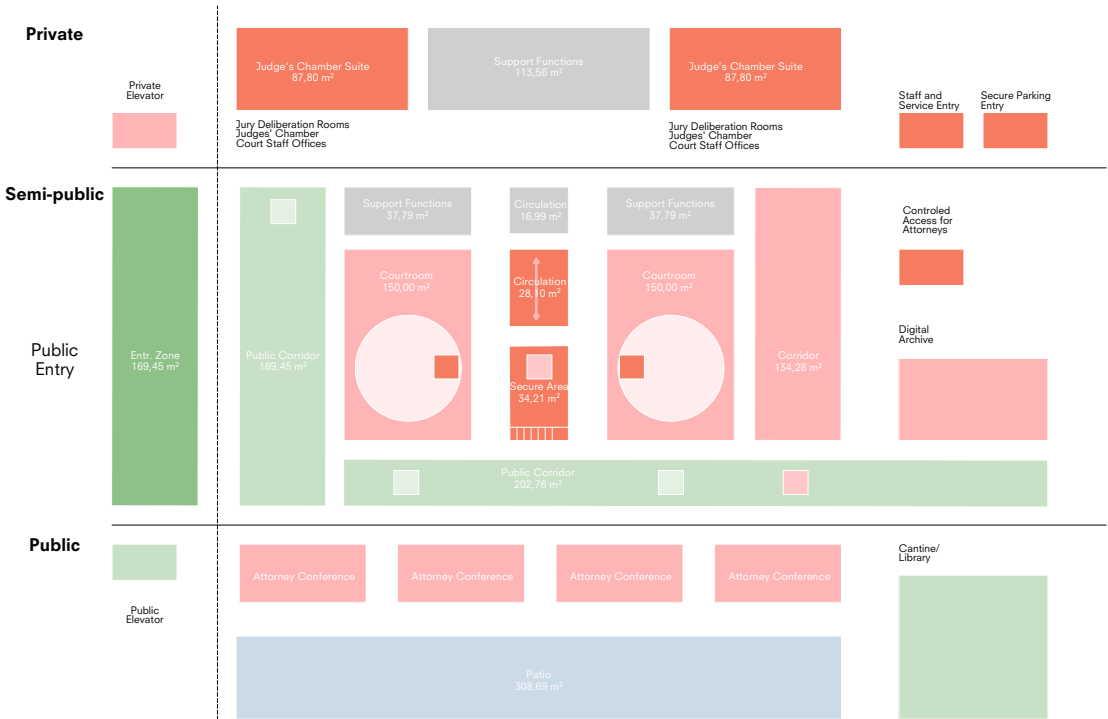 Private
Private
Elevator
Judge's Chamber Suite
87,80 m²
Support Functions
113,56 m²
Judge's Chamber Suite
87,80 m²
Jury Deliberation Rooms
Judges' Chamber
Court Staff Offices
Jury Deliberation Rooms
Judges' Chamber
Court Staff Offices
Staff and
Service Entry
Secure Parking
Entry
Semi-public
Public
Entry
Entr. Zone
169,45 m²
Public Corridor
169,45 m²
Support Functions
37,79 m²
Circulation
16,99 m²
Support Functions
37,79 m²
Courtroom
150,00 m²
Circulation
28,10 m²
Courtroom
150,00 m²
Secure Area
34,21 m²
Corridor
134,28 m²
Controled
Access for
Attorneys
Digital
Archive
Public Corridor
202,76 m²
Public
Public
Elevator
Attorney Conference
Attorney Conference
Attorney Conference
Attorney Conference
Cantine/
Library
Patio
308,69 m²